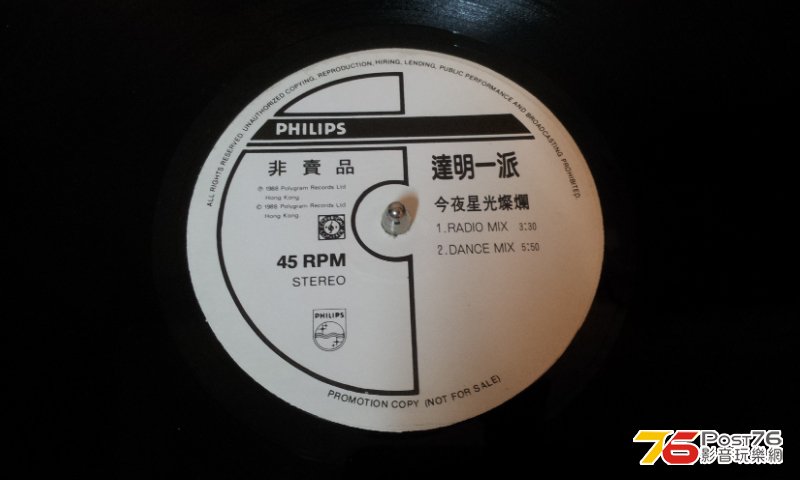 ALL RIGHTS RESERVED. UNAUTHORIZED COPYING, REPRODUCTION, HIRING, LENDING, PUBLIC PERFORMANCE AND BROADCASTING PROHIBITED.
PHILIPS
非賣品
達明一派
℗ 1988 Polygram Records Ltd
Hong Kong.
© 1988 Polygram Records Ltd
Hong Kong.
今夜星光燦爛
1.RADIO MIX 3:30
2.DANCE MIX 5:50
45 RPM
STEREO
PHILIPS
PROMOTION COPY (NOT FOR SALE)
76 Post76
影音玩樂網